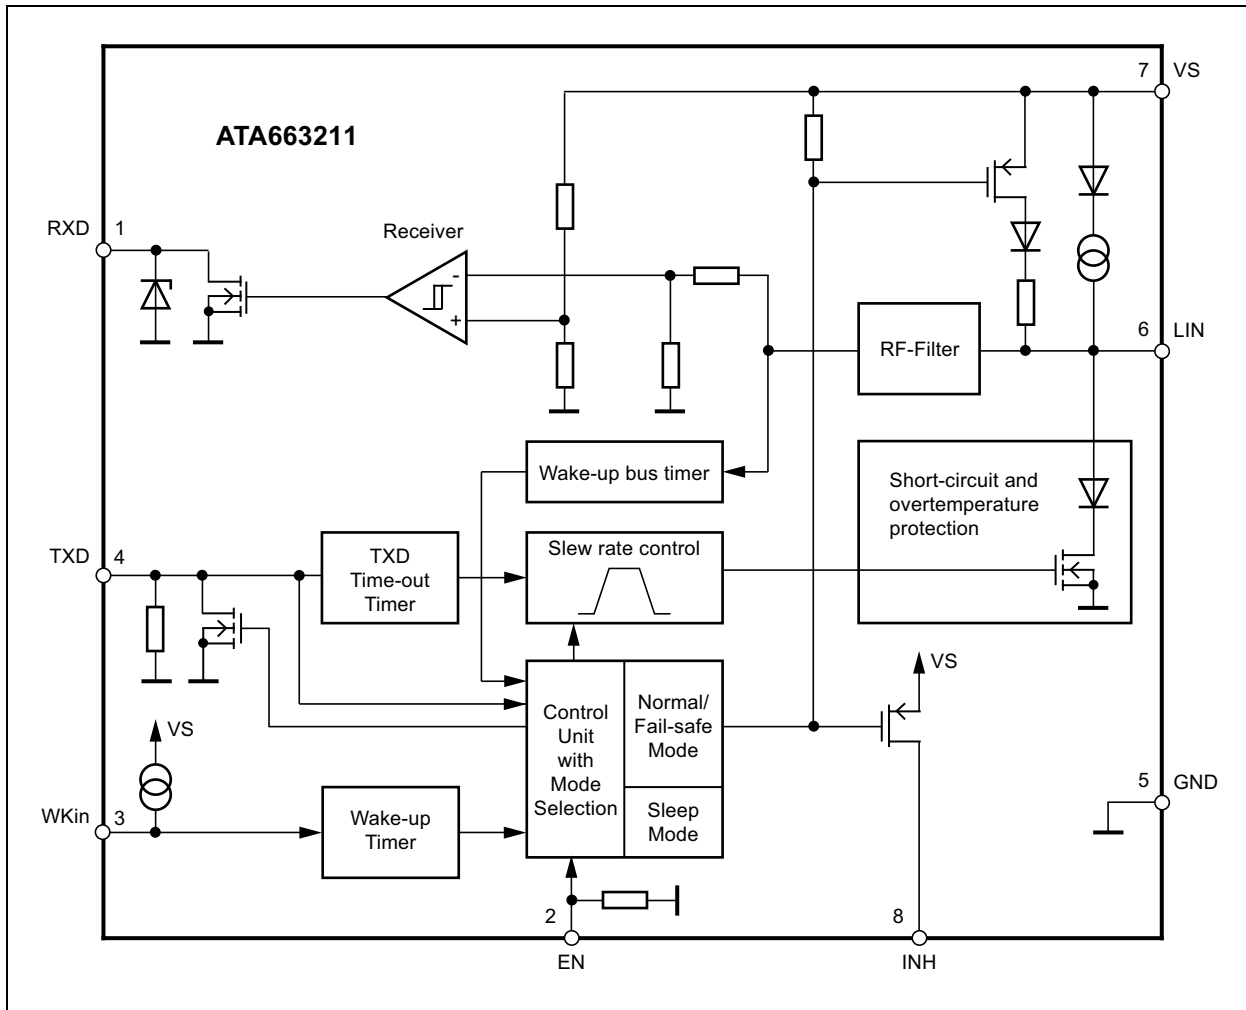 7
VS
ATA663211
RXD
1
Receiver
-
+
RF-Filter
6
LIN
Wake-up bus timer
Short-circuit and
overtemperature
protection
TXD
4
TXD
Time-out
Timer
Slew rate control
VS
Control
Unit
with
Mode
Selection
Normal/
Fail-safe
Mode
Sleep
Mode
VS
WKin
3
Wake-up
Timer
5
GND
2
EN
8
INH